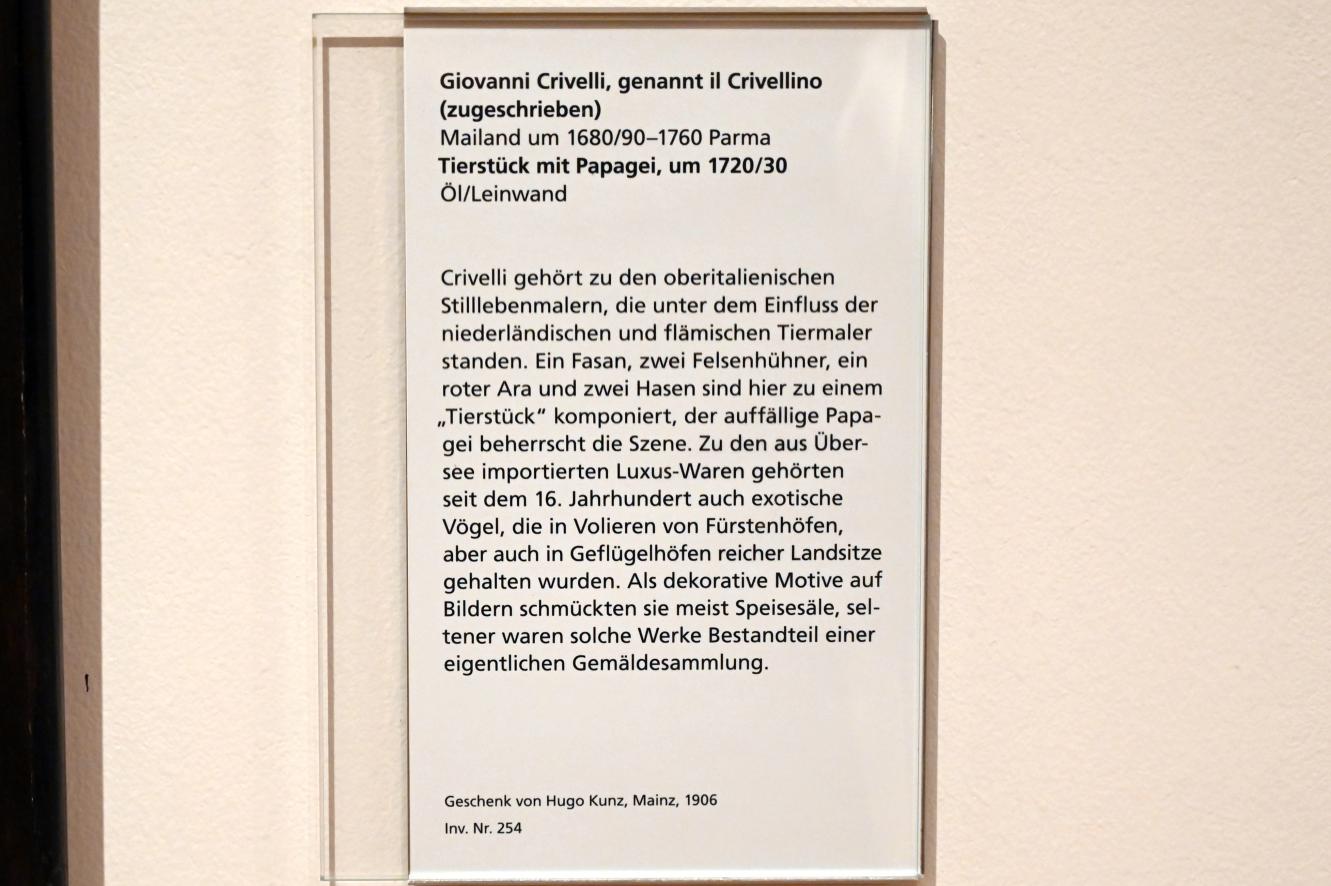 Giovanni Crivelli, genannt il Crivellino
(zugeschrieben)
Mailand um 1680/90–1760 Parma
Tierstück mit Papagei, um 1720/30
Öl/Leinwand
Crivelli gehört zu den oberitalienischen
Stilllebenmalern, die unter dem Einfluss der
niederländischen und flämischen Tiermaler
standen. Ein Fasan, zwei Felsenhühner, ein
roter Ara und zwei Hasen sind hier zu einem
„Tierstück“ komponiert, der auffällige Papa-
gei beherrscht die Szene. Zu den aus Über-
see importierten Luxus-Waren gehörten
seit dem 16. Jahrhundert auch exotische
Vögel, die in Volieren von Fürstenhöfen,
aber auch in Geflügelhöfen reicher Landsitze
gehalten wurden. Als dekorative Motive auf
Bildern schmückten sie meist Speisesäle, sel-
tener waren solche Werke Bestandteil einer
eigentlichen Gemäldesammlung.
Geschenk von Hugo Kunz, Mainz, 1906
Inv. Nr. 254